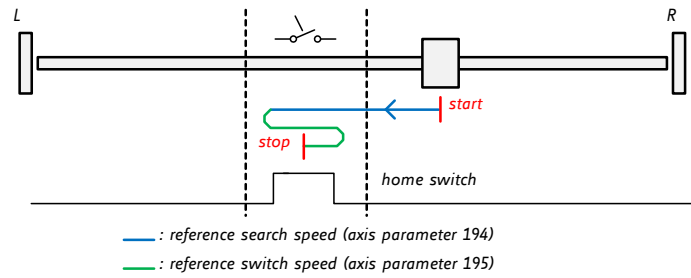 L
R
start
stop
home switch
: reference search speed (axis parameter 194)
: reference switch speed (axis parameter 195)